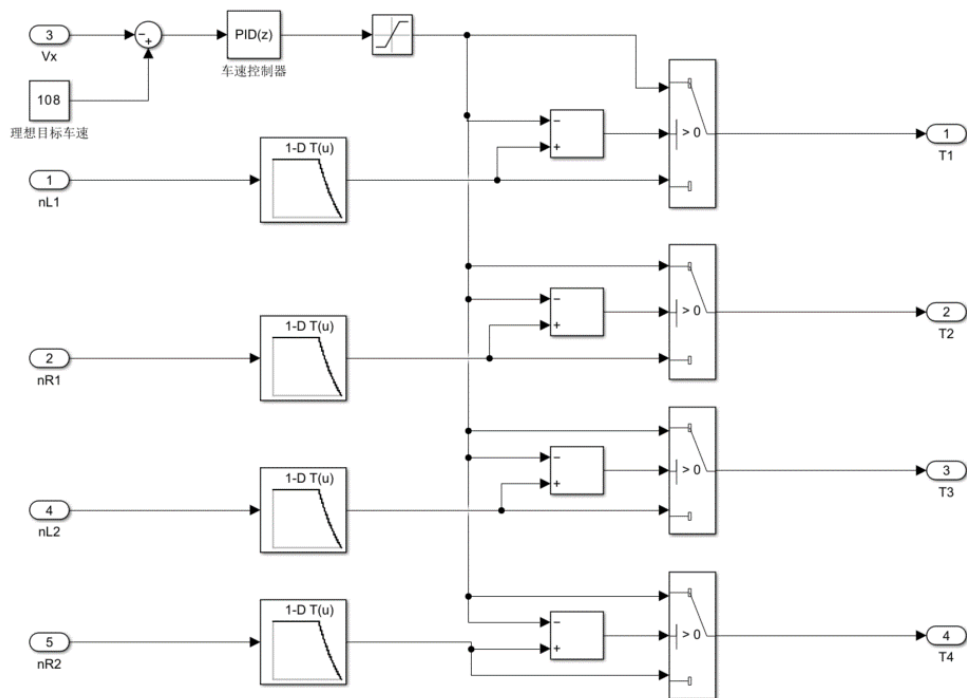 3
Vx
PID(z)
车速控制器
108
理想目标车速
1
nL1
1-D T(u)
> 0
1
T1
2
nR1
1-D T(u)
> 0
2
T2
4
nL2
1-D T(u)
> 0
3
T3
5
nR2
1-D T(u)
> 0
4
T4